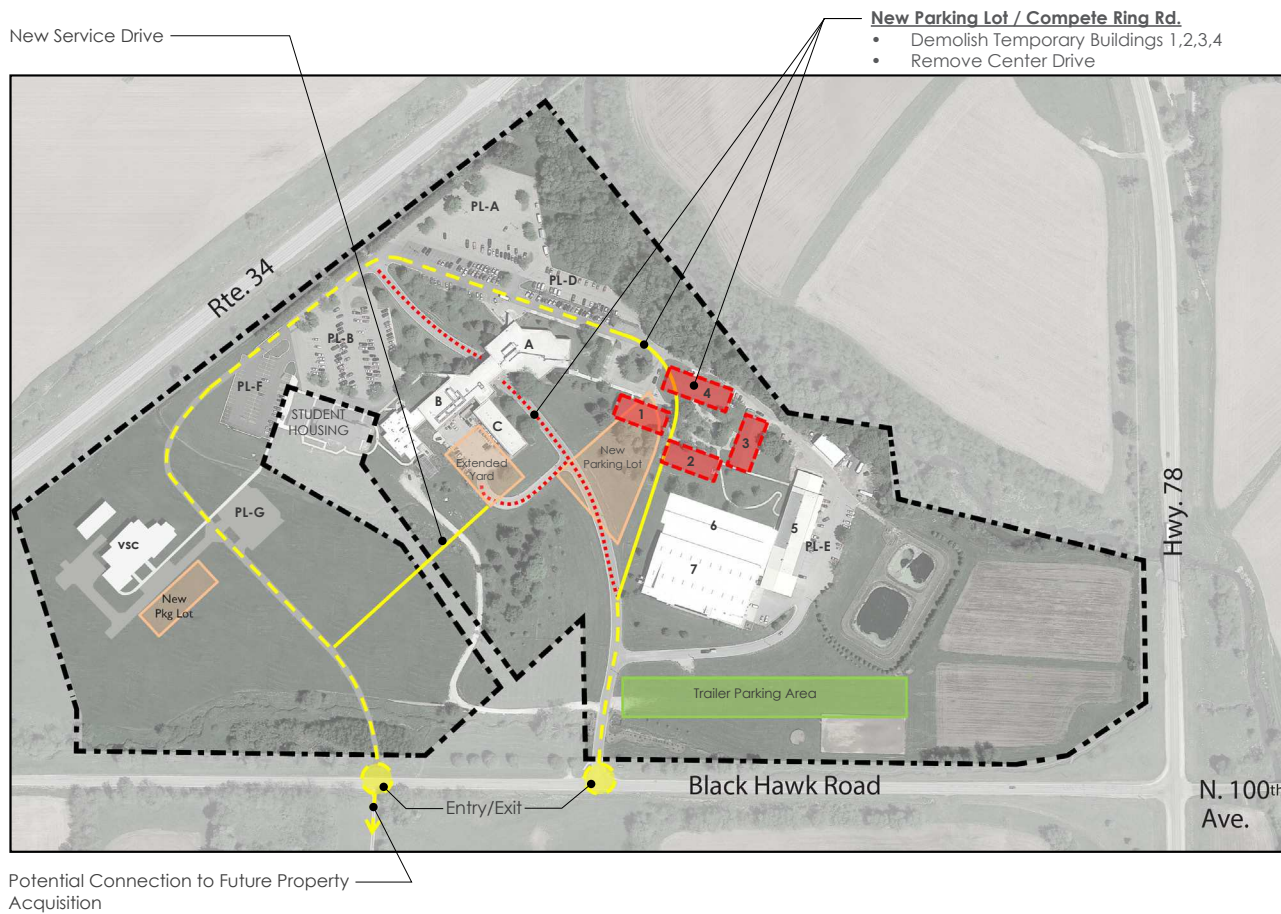 New Parking Lot / Compete Ring Rd.
• Demolish Temporary Buildings 1,2,3,4
• Remove Center Drive
New Service Drive
PL-A
Rte. 34
PL-D
PL-B
A
PL-F
4
B
STUDENT
HOUSING
1
C
3
2
Extended
Yard
New
Parking Lot
Hwy. 78
PL-G
6
5
VSC
PL-E
7
New
Pkg Lot
Trailer Parking Area
Black Hawk Road
N. 100th
Ave.
Entry/Exit
Potential Connection to Future Property
Acquisition